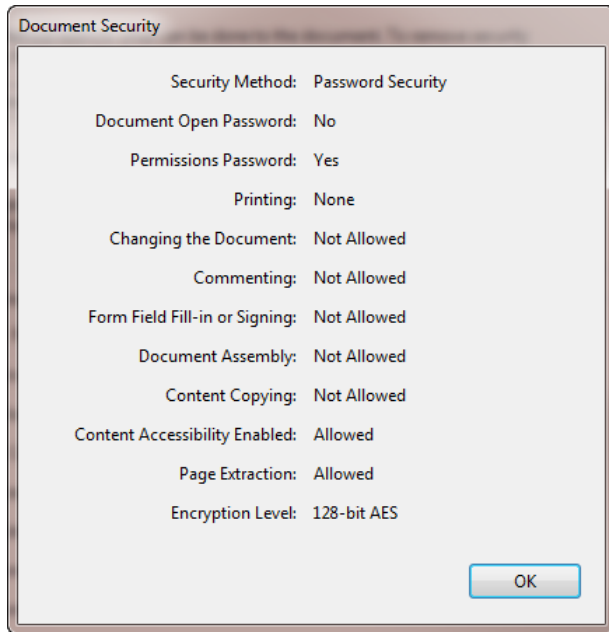 Document Security
Security Method: Password Security
Document Open Password: No
Permissions Password: Yes
Printing: None
Changing the Document: Not Allowed
Commenting: Not Allowed
Form Field Fill-in or Signing: Not Allowed
Document Assembly: Not Allowed
Content Copying: Not Allowed
Content Accessibility Enabled: Allowed
Page Extraction: Allowed
Encryption Level: 128-bit AES
OK